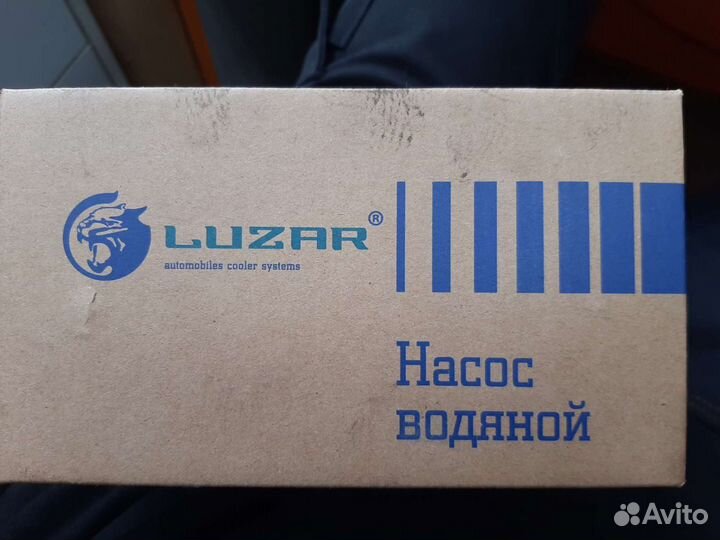 LUZAR®
automobiles cooler systems
Насос
водяной
Avito